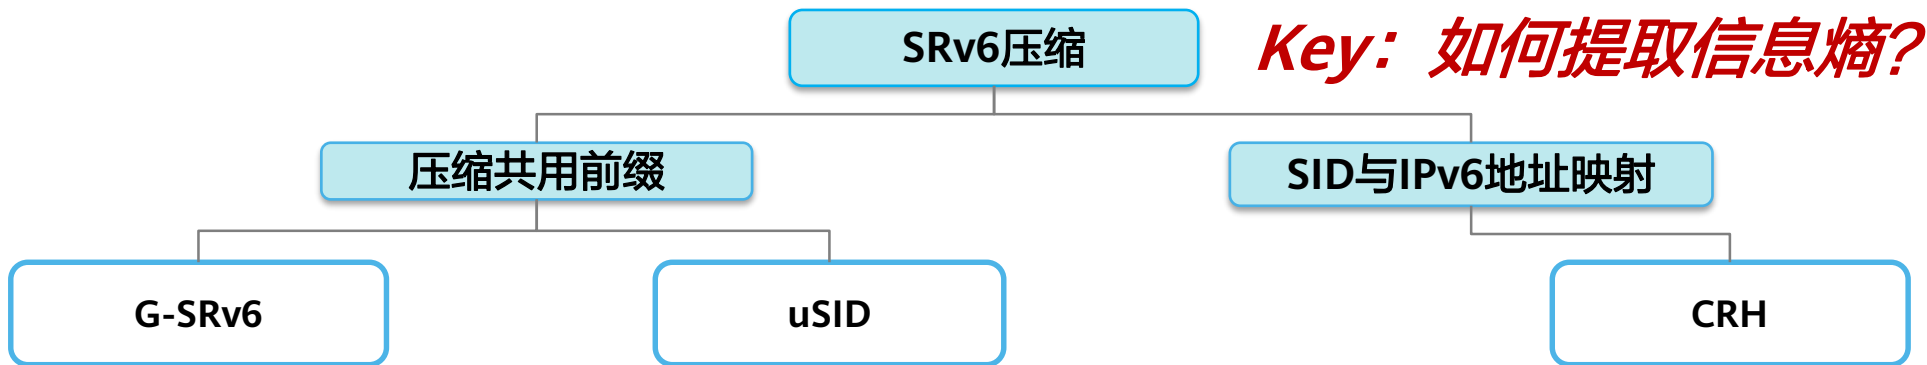 SRv6压缩
Key：如何提取信息熵？
压缩共用前缀
SID与IPv6地址映射
G-SRv6
uSID
CRH